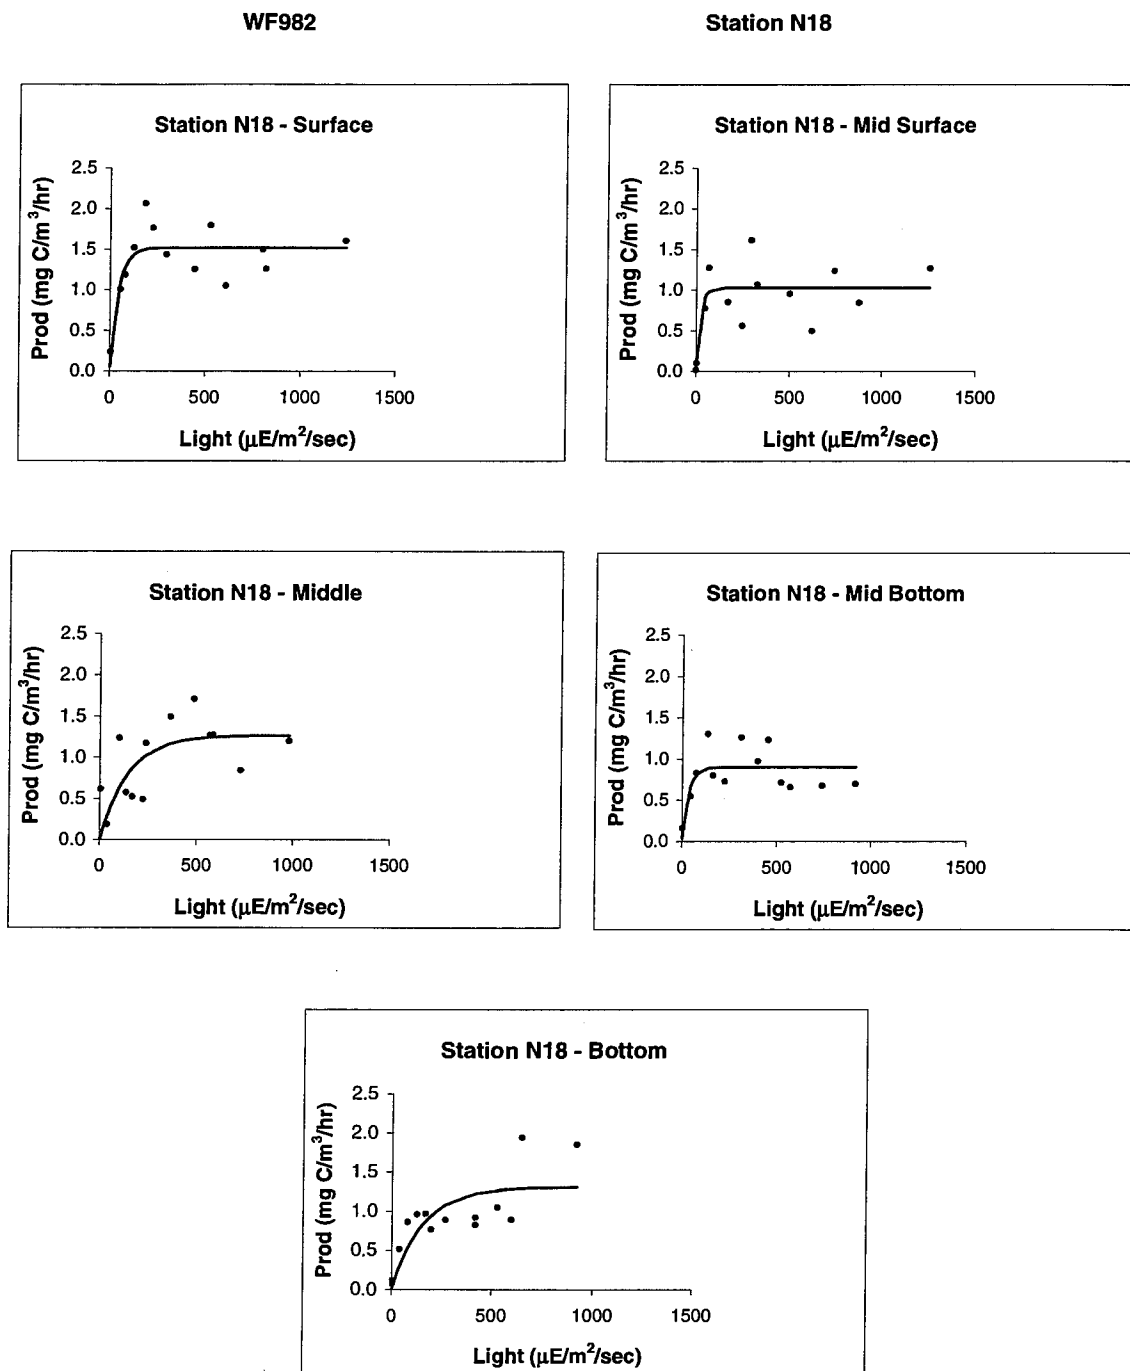 WF982 Station N18
Station N18 - Surface
Prod (mg C/m³/hr)
2.5
2.0
1.5
1.0
0.5
0.0
0 500 1000 1500
Light (µE/m²/sec)
Station N18 - Mid Surface
Prod (mg C/m³/hr)
2.5
2.0
1.5
1.0
0.5
0.0
0 500 1000 1500
Light (µE/m²/sec)
Station N18 - Middle
Prod (mg C/m³/hr)
2.5
2.0
1.5
1.0
0.5
0.0
0 500 1000 1500
Light (µE/m²/sec)
Station N18 - Mid Bottom
Prod (mg C/m³/hr)
2.5
2.0
1.5
1.0
0.5
0.0
0 500 1000 1500
Light (µE/m²/sec)
Station N18 - Bottom
Prod (mg C/m³/hr)
2.5
2.0
1.5
1.0
0.5
0.0
0 500 1000 1500
Light (µE/m²/sec)